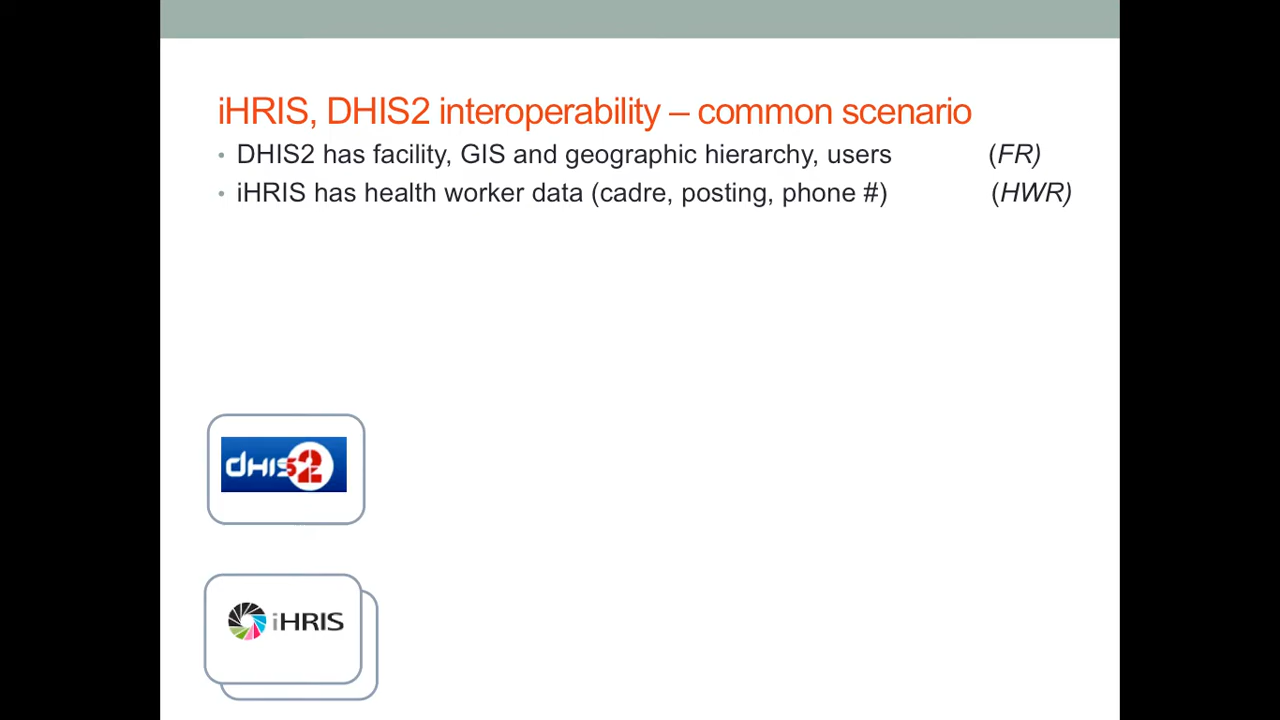 iHRIS, DHIS2 interoperability – common scenario
• DHIS2 has facility, GIS and geographic hierarchy, users (FR)
• iHRIS has health worker data (cadre, posting, phone #) (HWR)
dhis2
iHRIS